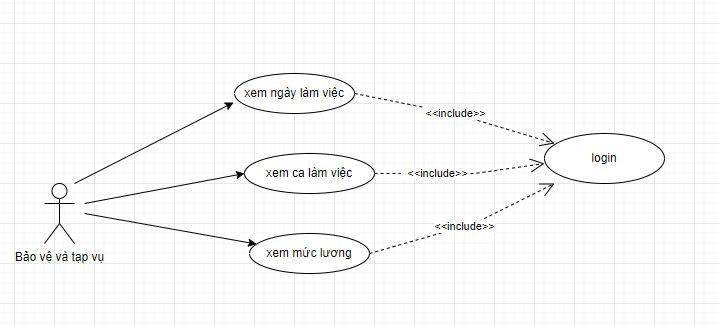 xem ngày làm việc
<<include>>
login
xem ca làm việc
<<include>>
<<include>>
xem mức lương
Bảo vệ và tạp vụ